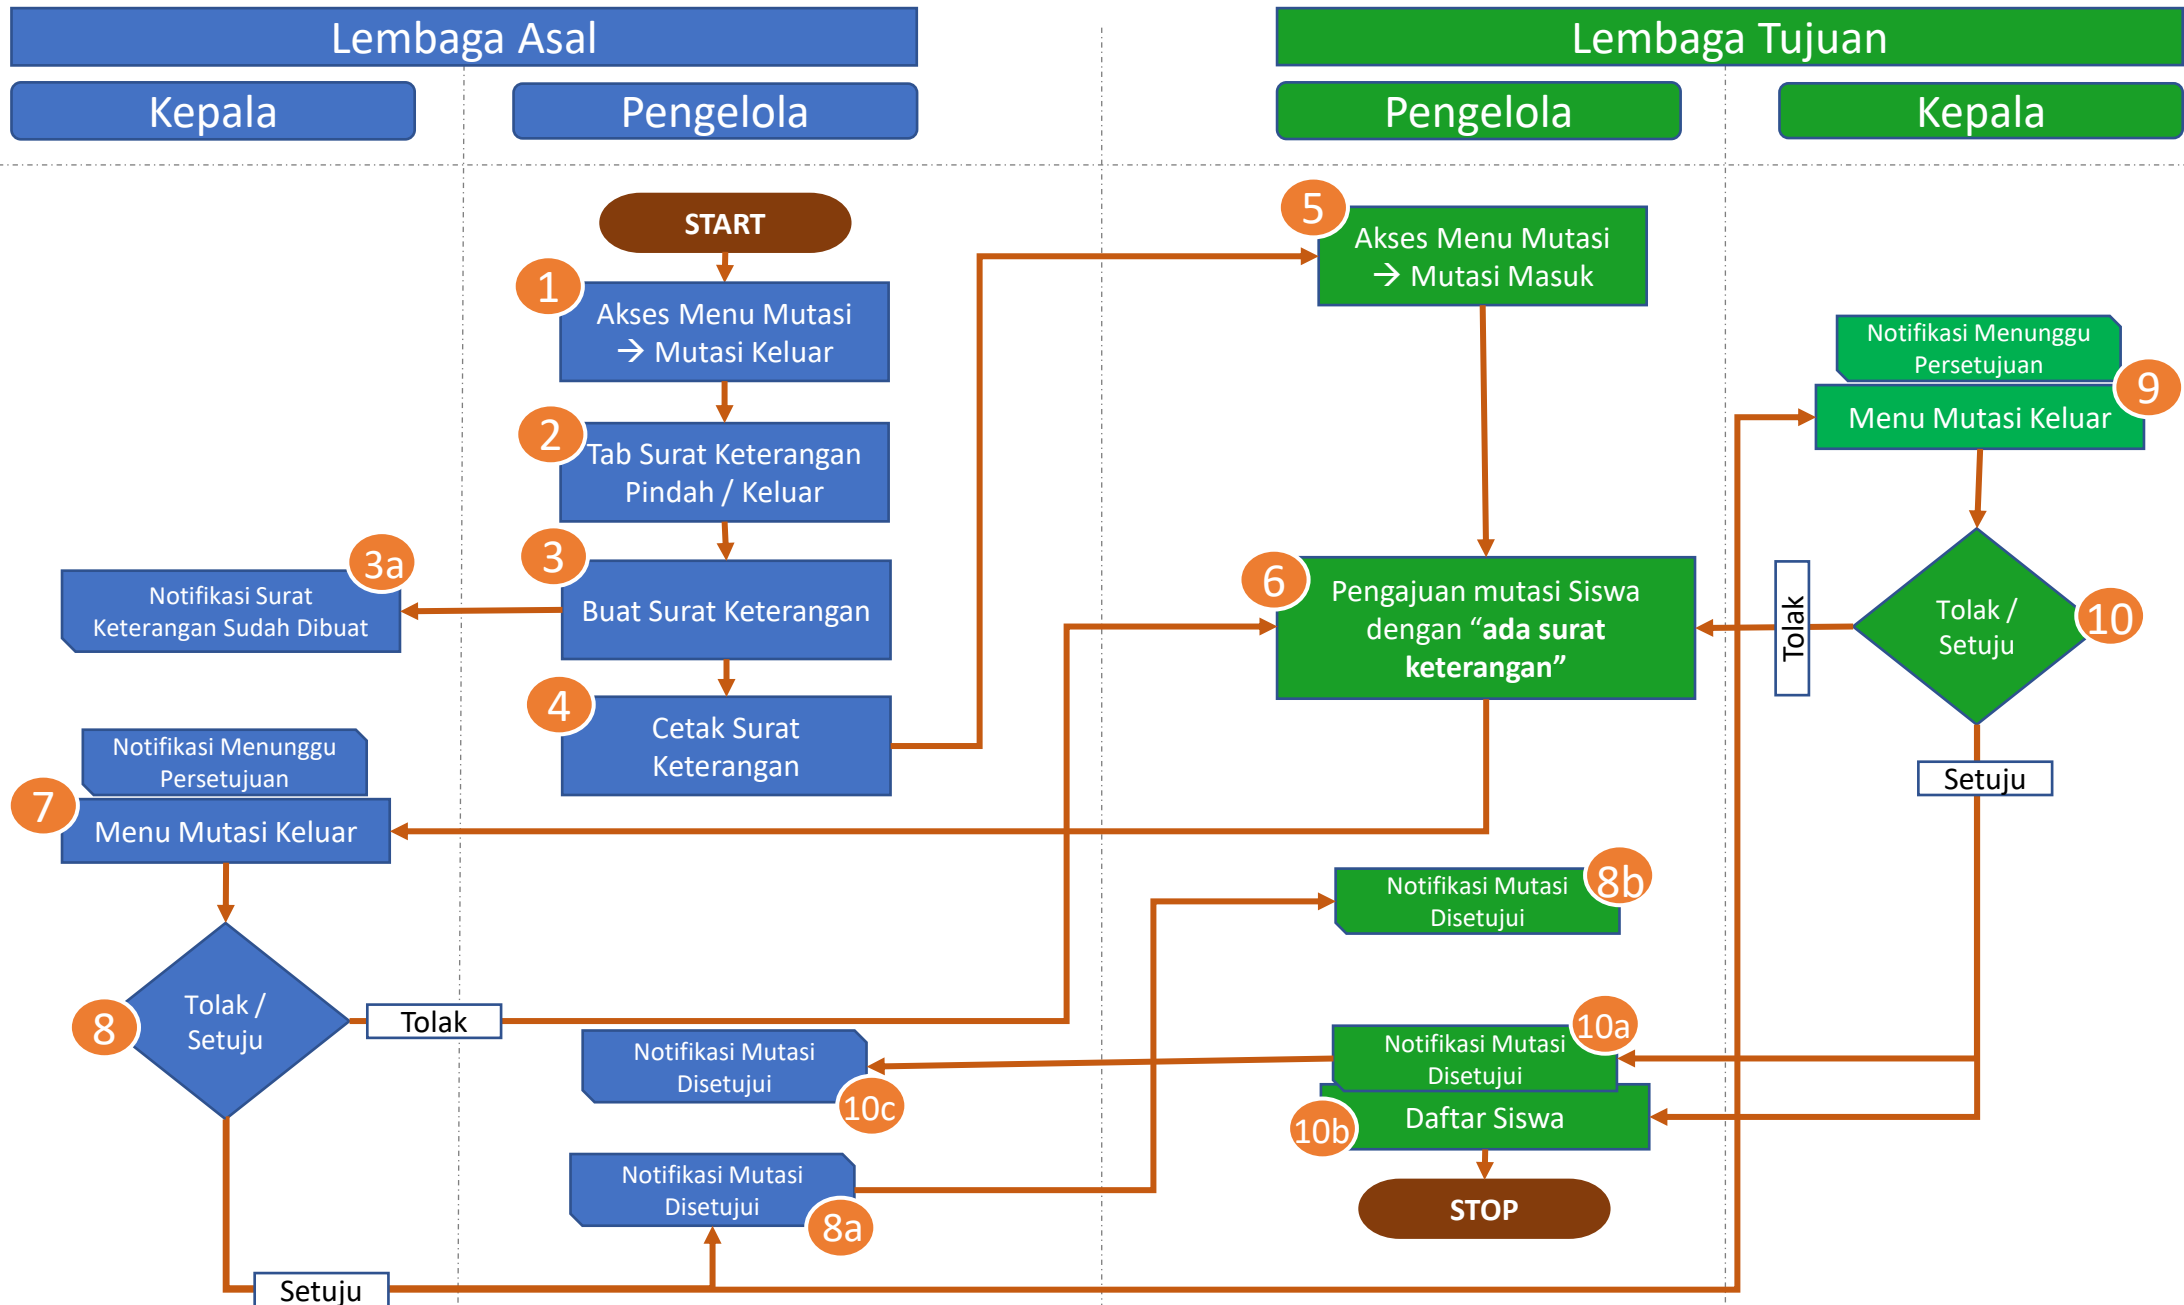 Lembaga Asal
Lembaga Tujuan
Kepala
Pengelola
Pengelola
Kepala
START
1
Akses Menu Mutasi
→ Mutasi Keluar
2
Tab Surat Keterangan
Pindah / Keluar
3
Buat Surat Keterangan
3a
Notifikasi Surat
Keterangan Sudah Dibuat
4
Cetak Surat
Keterangan
5
Akses Menu Mutasi
→ Mutasi Masuk
6
Pengajuan mutasi Siswa
dengan “ada surat
keterangan”
Notifikasi Menunggu
Persetujuan
7
Menu Mutasi Keluar
8
Tolak /
Setuju
Tolak
Setuju
Notifikasi Mutasi
Disetujui
8a
Notifikasi Mutasi
Disetujui
8b
Notifikasi Menunggu
Persetujuan
9
Menu Mutasi Keluar
Tolak /
Setuju
10
Tolak
Setuju
10a
Notifikasi Mutasi
Disetujui
10b
Daftar Siswa
Notifikasi Mutasi
Disetujui
10c
STOP